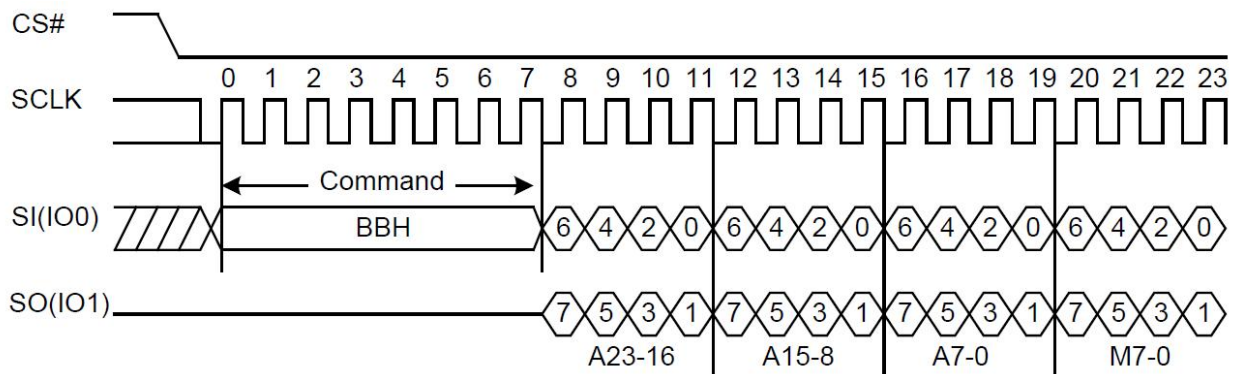 CS#
0 1 2 3 4 5 6 7 8 9 10 11 12 13 14 15 16 17 18 19 20 21 22 23
SCLK
Command
SI(IO0) BBH 6 4 2 0 6 4 2 0 6 4 2 0 6 4 2 0
SO(IO1) 7 5 3 1 7 5 3 1 7 5 3 1 7 5 3 1
A23-16 A15-8 A7-0 M7-0